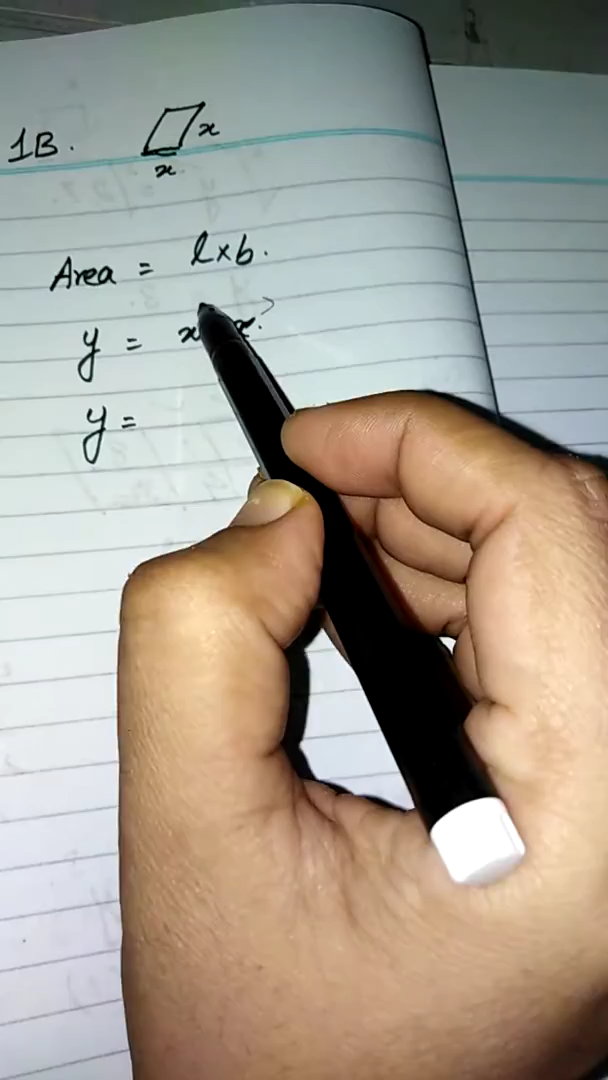 1B. x
x
Area = l x b.
y = x x.
y =